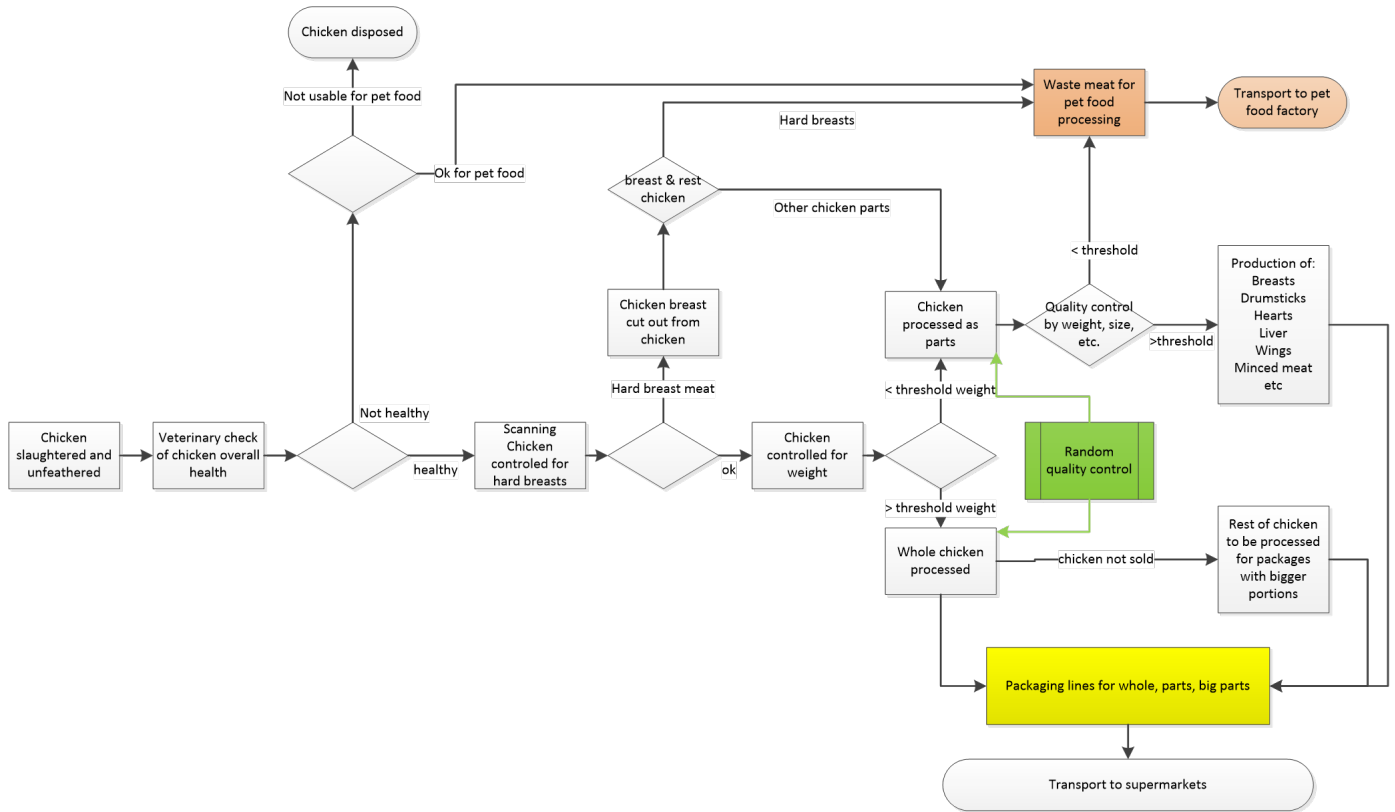 Chicken disposed
Not usable for pet food
Ok for pet food
Waste meat for
pet food
processing
Transport to pet
food factory
Hard breasts
breast & rest
chicken
Other chicken parts
< threshold
Chicken breast
cut out from
chicken
Chicken
processed as
parts
Quality control
by weight, size,
etc.
>threshold
Production of:
Breasts
Drumsticks
Hearts
Liver
Wings
Minced meat
etc
Hard breast meat
< threshold weight
Not healthy
Chicken
slaughtered and
unfeathered
Veterinary check
of chicken overall
health
healthy
Scanning
Chicken
controled for
hard breasts
ok
Chicken
controlled for
weight
Random
quality control
> threshold weight
Whole chicken
processed
chicken not sold
Rest of chicken
to be processed
for packages
with bigger
portions
Packaging lines for whole, parts, big parts
Transport to supermarkets